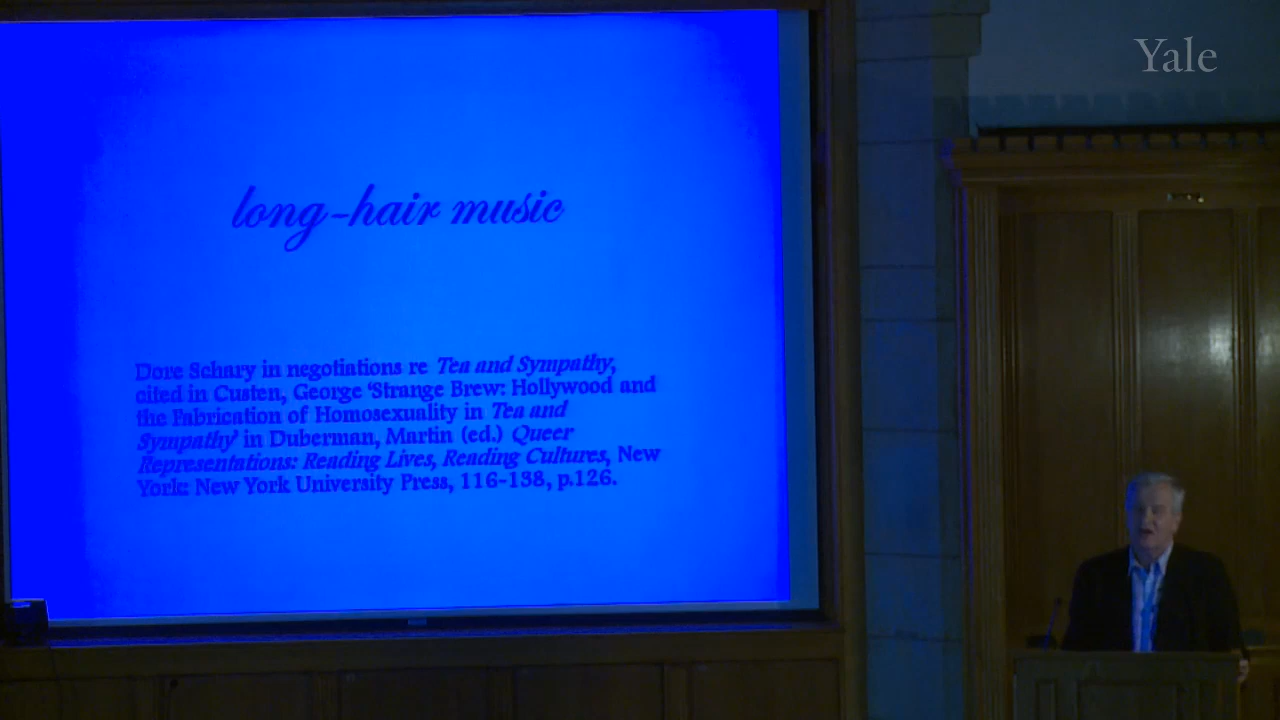 Yale
long-hair music
Dore Schary in negotiations re Tea and Sympathy,
cited in Custen, George 'Strange Brew: Hollywood and
the Fabrication of Homosexuality in Tea and
Sympathy' in Duberman, Martin (ed.) Queer
Representations: Reading Lives, Reading Cultures, New
York: New York University Press, 116-138, p.126.